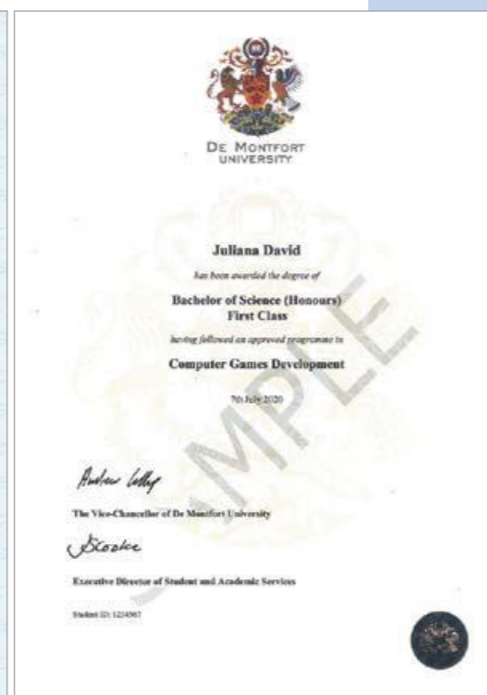 DE MONTFORT
UNIVERSITY
Juliana David
has been awarded the degree of
Bachelor of Science (Honours)
First Class
having followed an approved programme in
Computer Games Development
7th July 2020
SAMPLE
The Vice-Chancellor of De Montfort University
Executive Director of Student and Academic Services
Student ID: 1234567